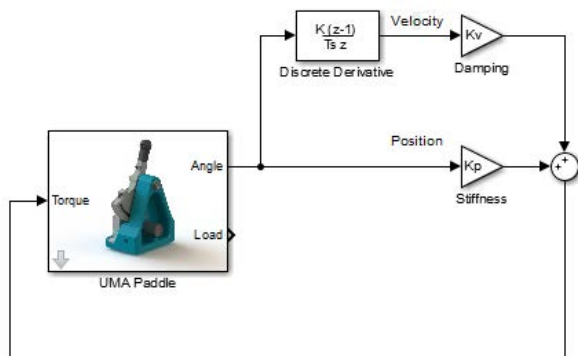 K (z-1)
Ts z
Discrete Derivative
Velocity
Kv
Damping
Position
Kp
Stiffness
++
Torque
Angle
Load
UMA Paddle